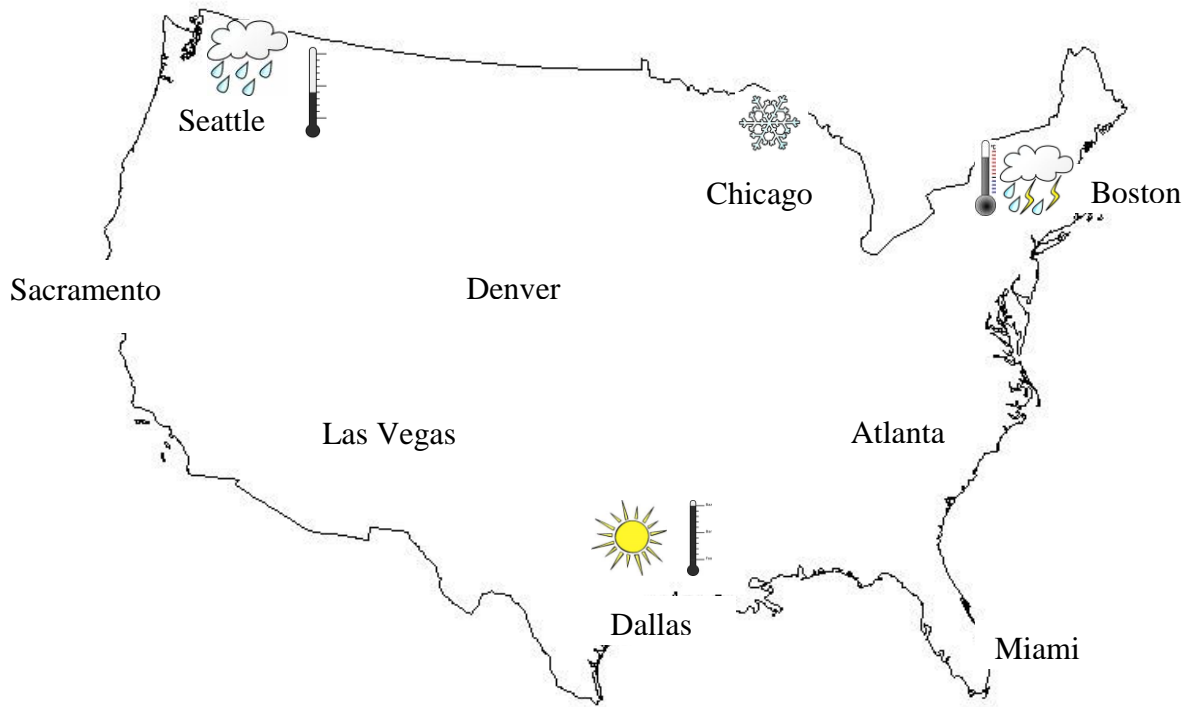 Seattle
Chicago
Boston
Sacramento
Denver
Las Vegas
Atlanta
Dallas
Miami